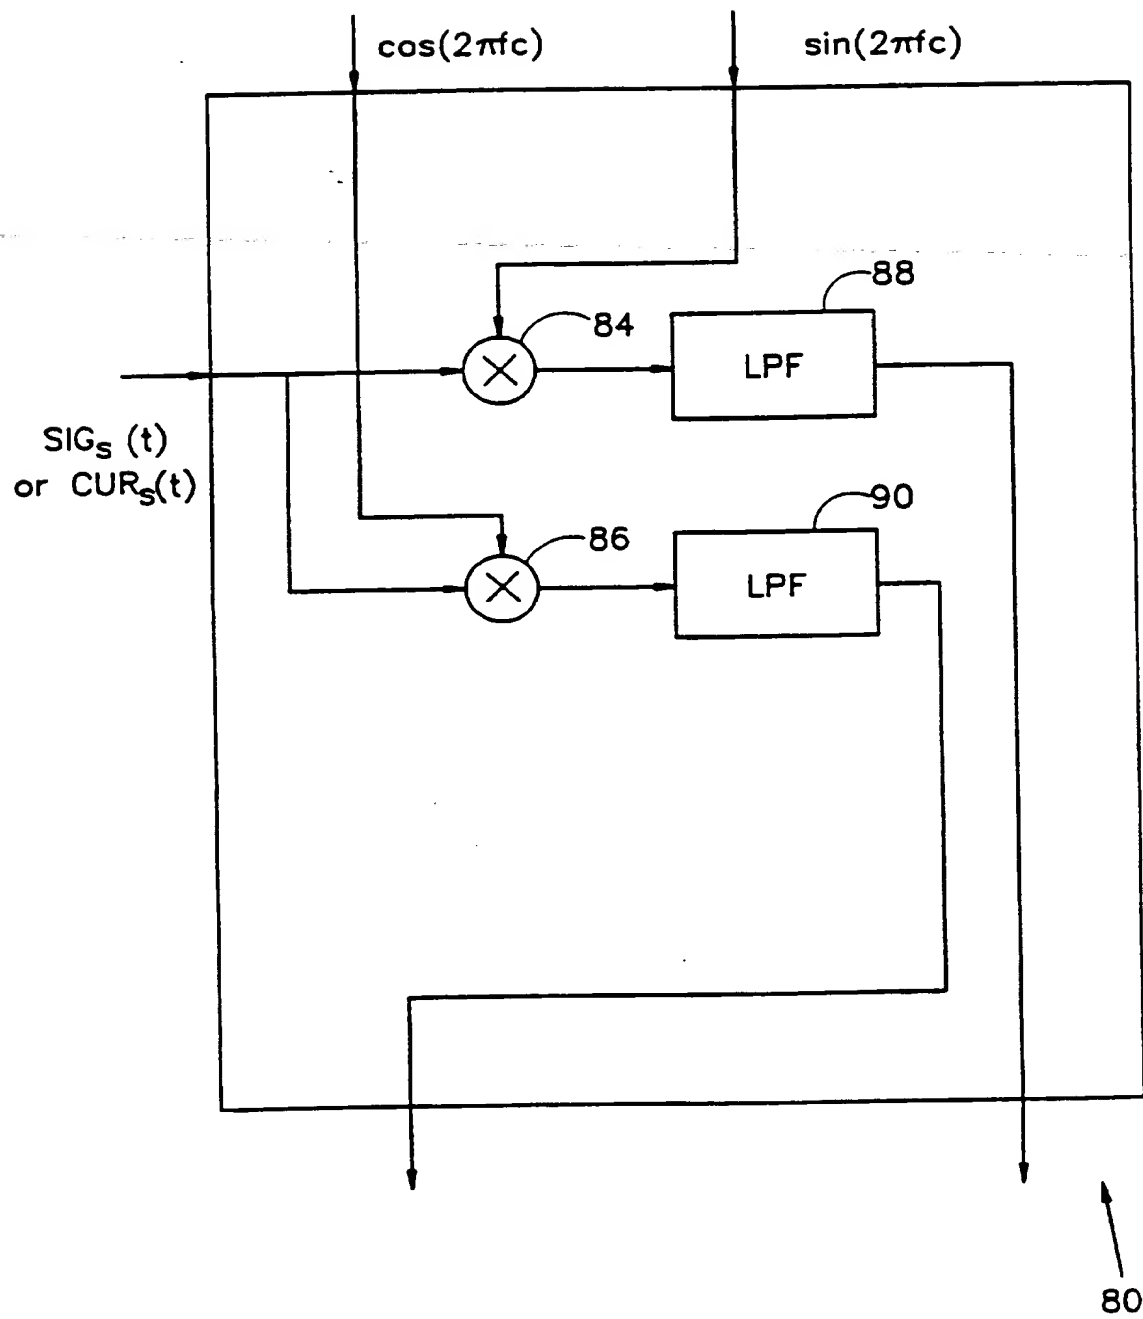 cos(2πfc)
sin(2πfc)
88
84
LPF
SIGs (t)
or CURs(t)
90
86
LPF
80